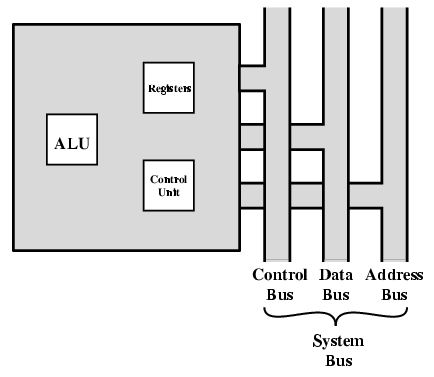 Registers
ALU
Control
Unit
Control Data Address
Bus Bus Bus
System
Bus